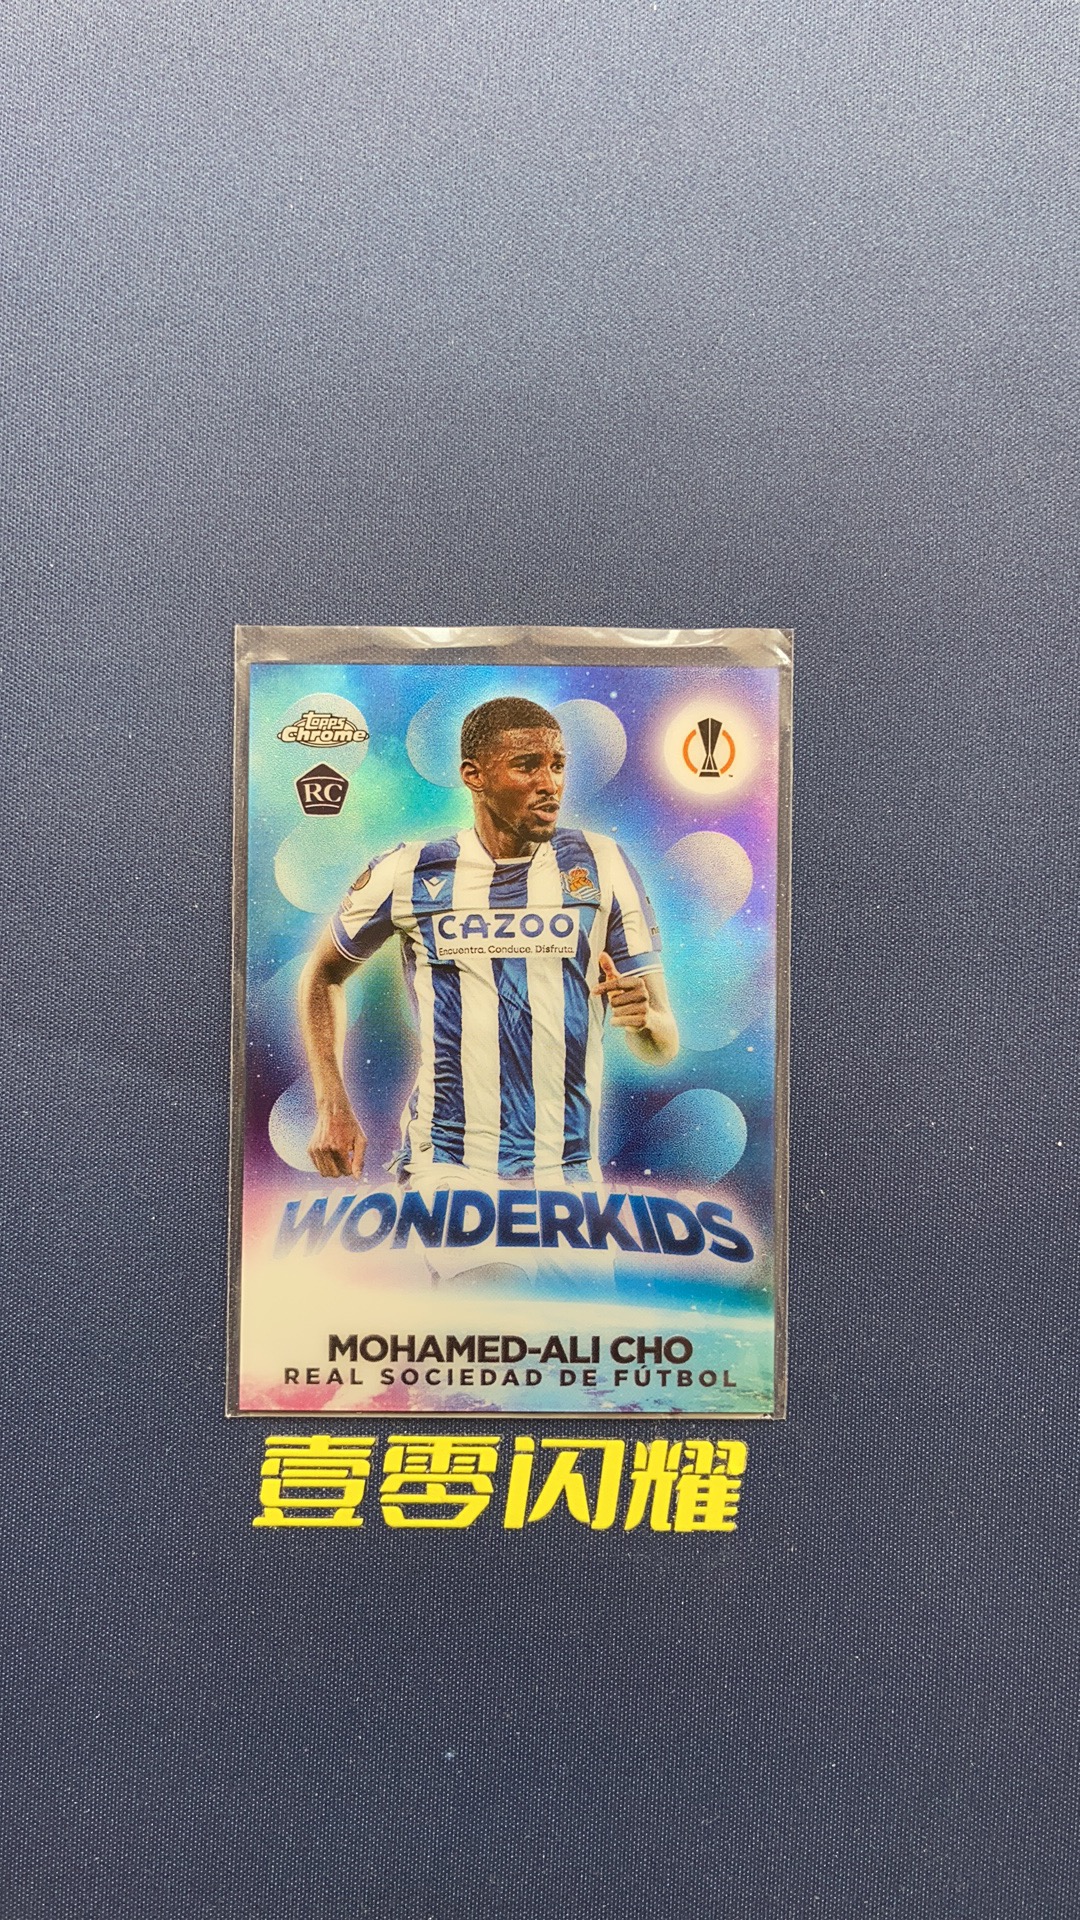 Topps
Chrome
RC
CAZOO
Encuentra. Conduce. Disfruta.
WONDERKIDS
MOHAMED-ALI CHO
REAL SOCIEDAD DE FÚTBOL
壹零闪耀